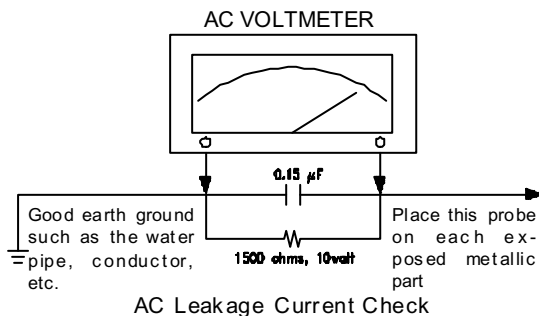 AC VOLTMETER
0.15 µF
Good earth ground
such as the water
pipe, conductor,
etc.
1500 ohms, 10watt
Place this probe
on each ex-
posed metallic
part
AC Leakage Current Check